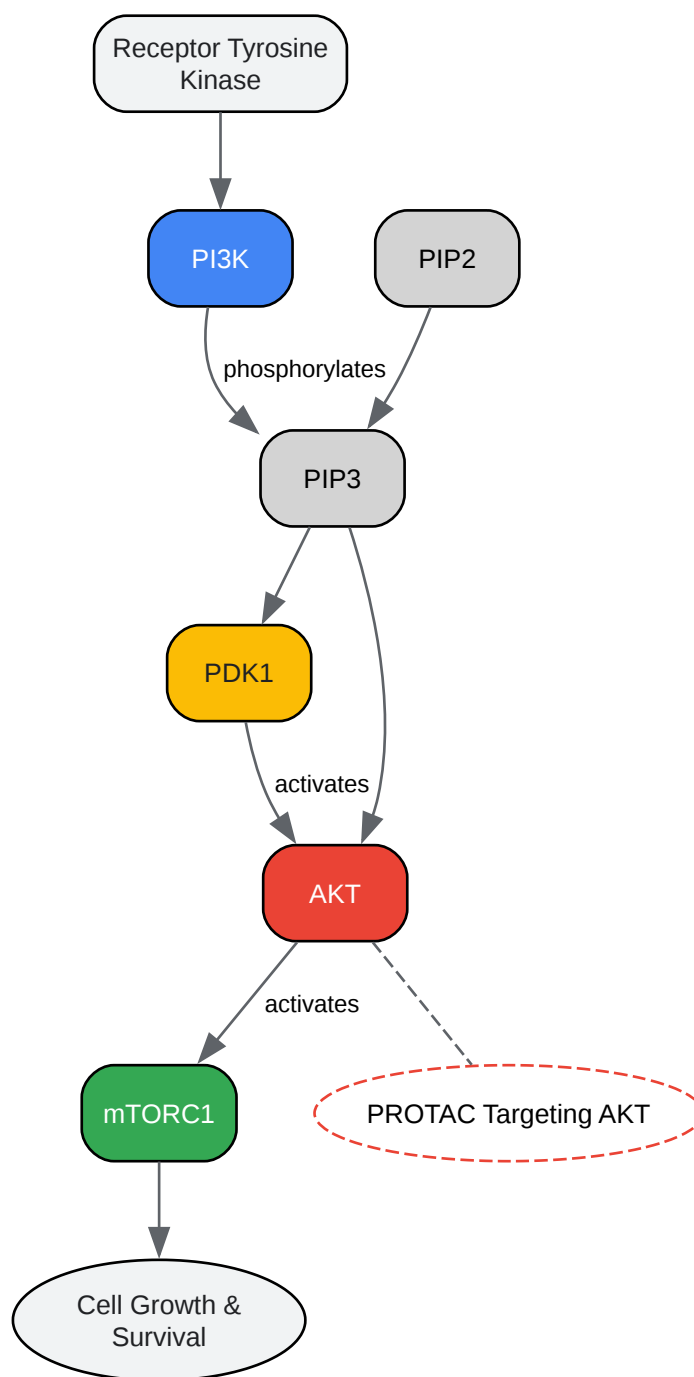 Receptor Tyrosine
Kinase
PI3K
PIP2
phosphorylates
PIP3
PDK1
activates
AKT
activates
mTORC1
PROTAC Targeting AKT
Cell Growth &
Survival